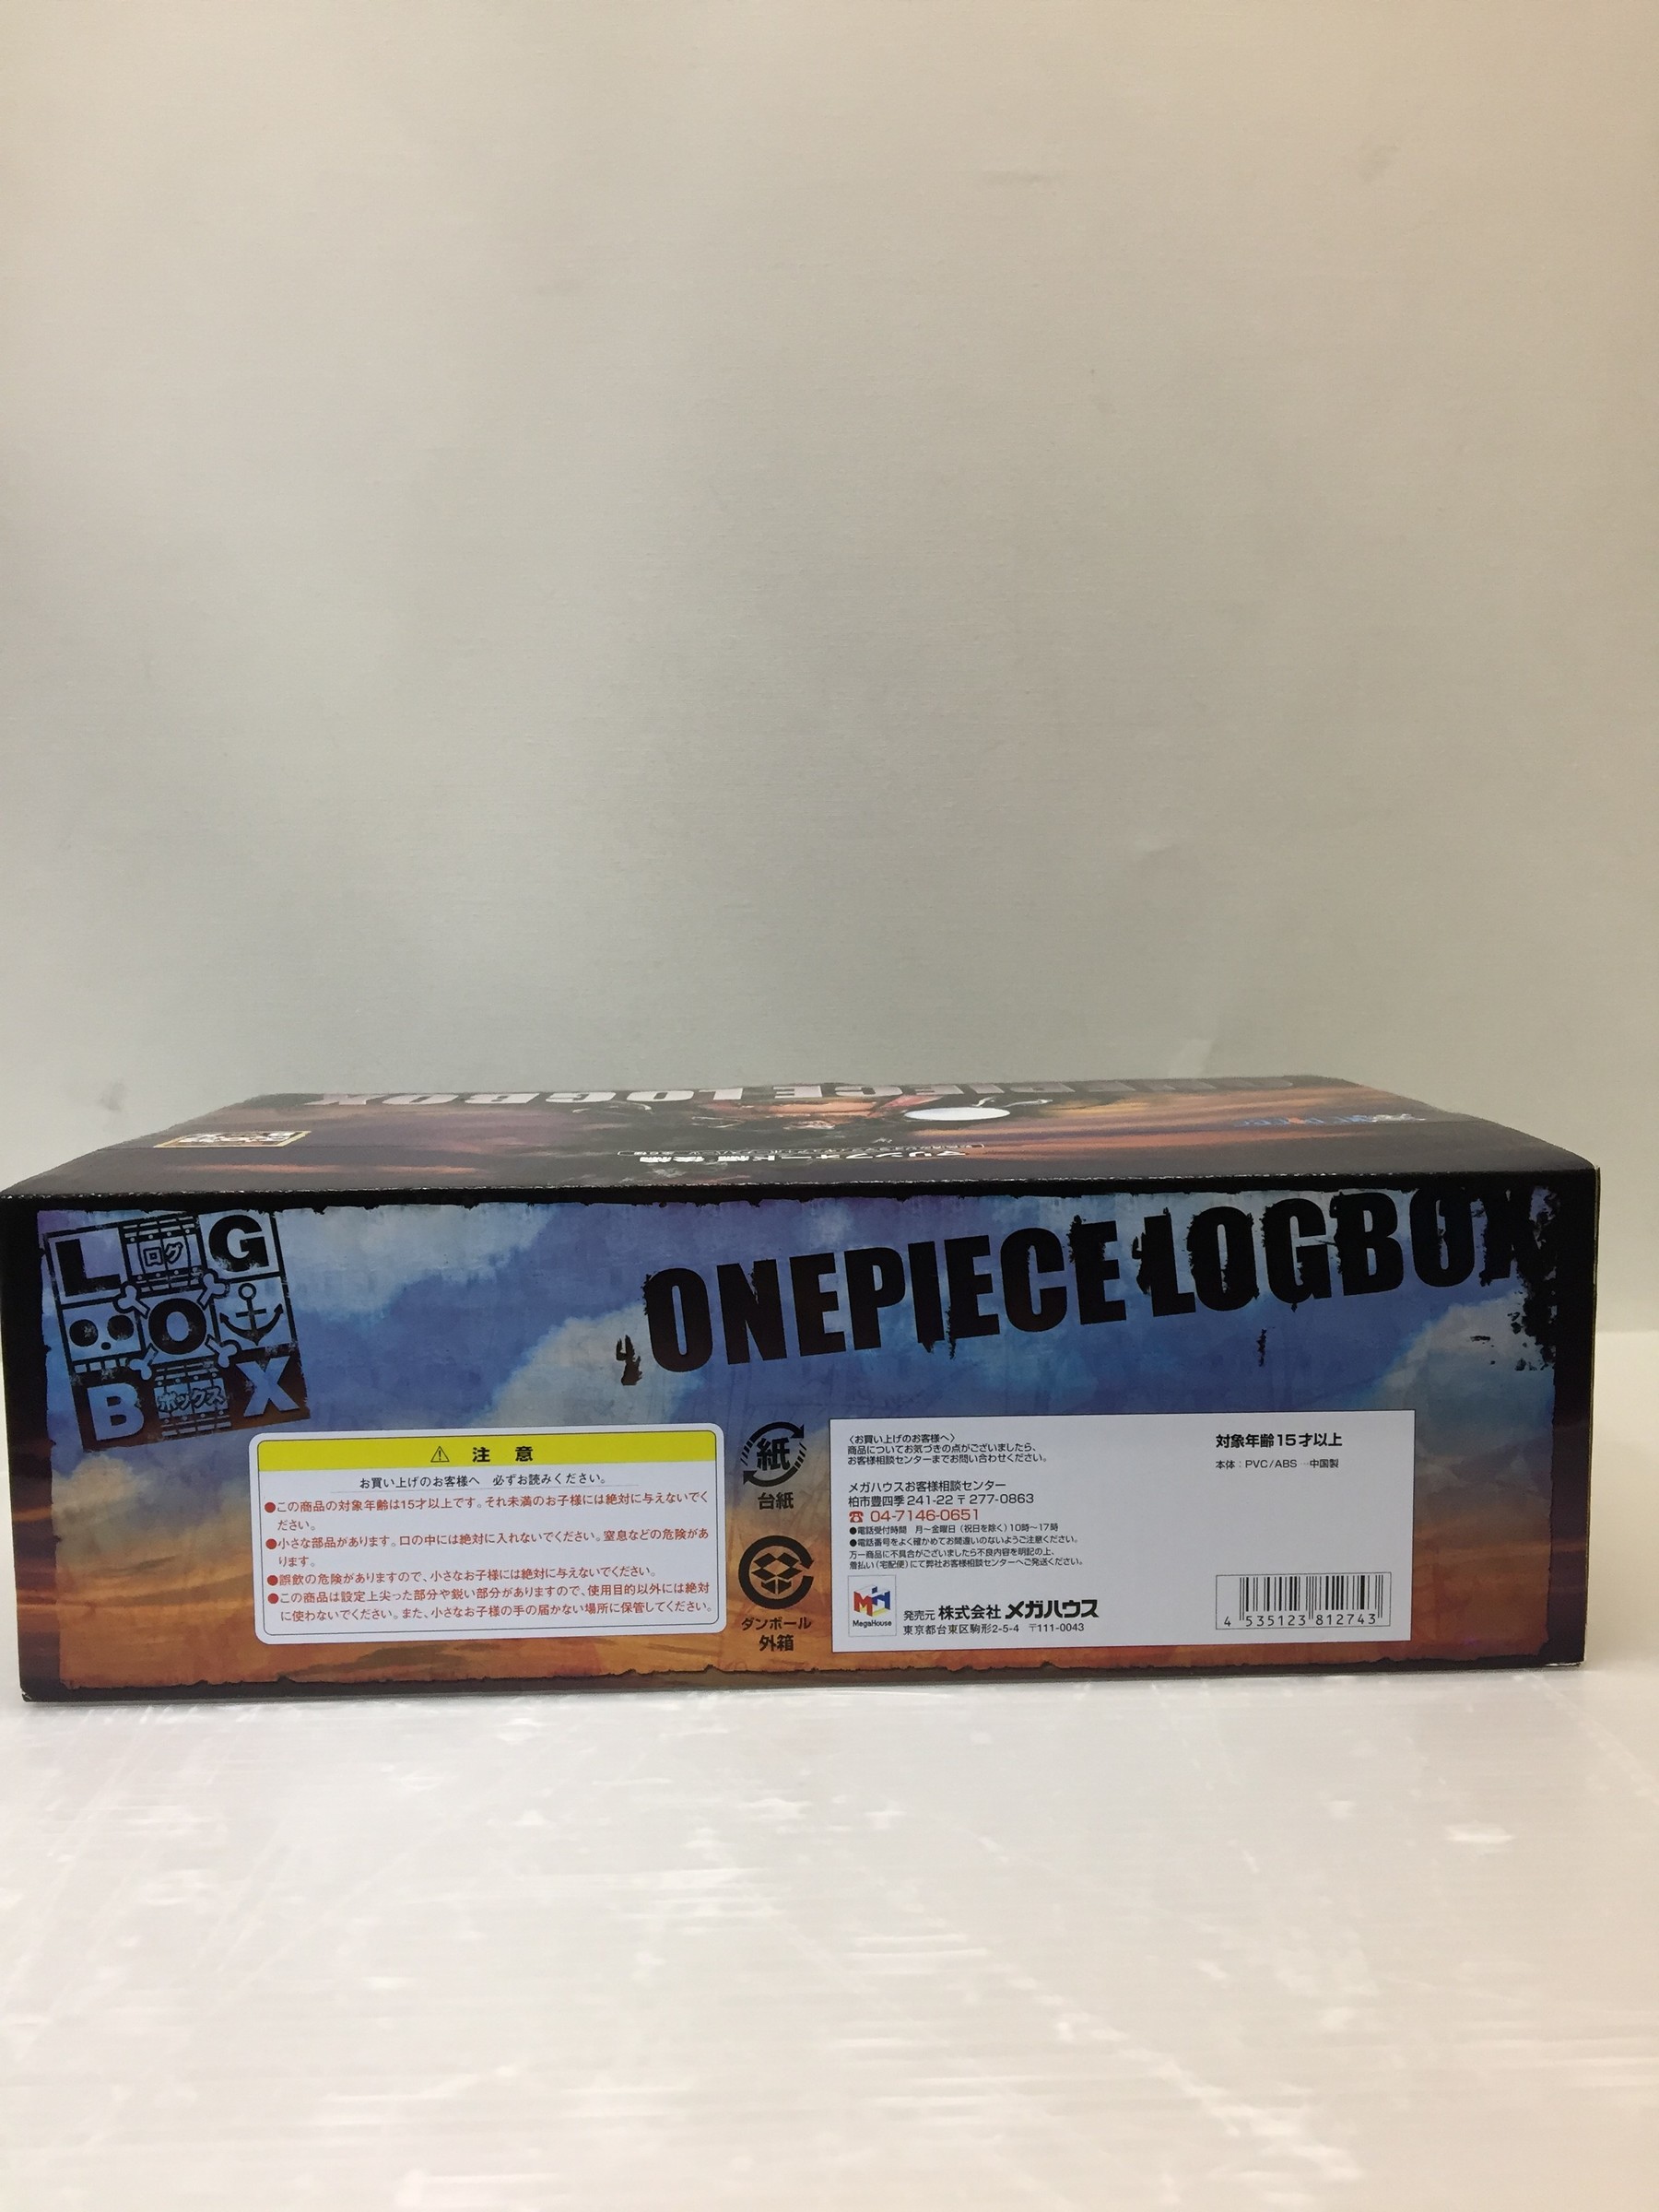 ONE PIECE LOGBOX
マリンフォード編 後編
LOG
ログ
BOX
ボックス
ONEPIECE LOGBOX
⚠ 注意
お買い上げのお客様へ 必ずお読みください。
●この商品の対象年齢は15才以上です。それ未満のお子様には絶対に与えないでく
ださい。
●小さな部品があります。口の中には絶対に入れないでください。窒息などの危険があ
ります。
●誤飲の危険がありますので、小さなお子様には絶対に与えないでください。
●この商品は設定上尖った部分や鋭い部分がありますので、使用目的以外には絶対
に使わないでください。また、小さなお子様の手の届かない場所に保管してください。
紙
台紙
ダンボール
外箱
〈お買い上げのお客様へ〉
商品についてお気づきの点がございましたら、
お客様相談センターまでお問い合わせください。
メガハウスお客様相談センター
柏市豊四季241-22 〒277-0863
☎ 04-7146-0651
●電話受付時間 月〜金曜日(祝日を除く)10時〜17時
●電話番号をよく確かめてお間違いのないようご注意ください。
万一商品に不具合がございましたら不良内容を明記の上、
着払い(宅配便)にて弊社お客様相談センターへご発送ください。
MegaHouse
発売元 株式会社 メガハウス
東京都台東区駒形2-5-4 〒111-0043
対象年齢15才以上
本体：PVC/ABS…中国製
4 535123 812743